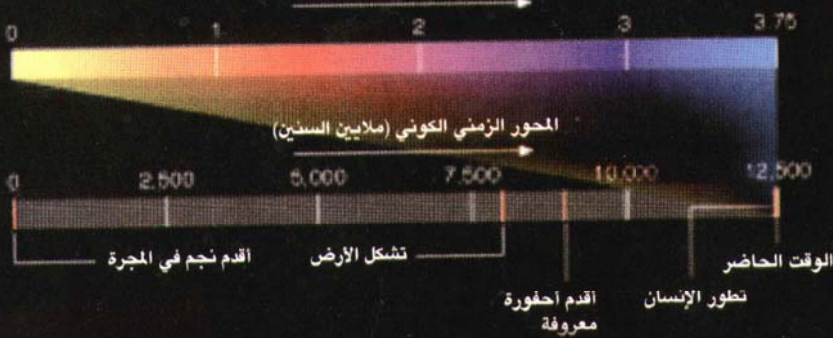 0 1 2 3 3.75
المحور الزمني الكوني (ملايين السنين)
0 2,500 5,000 7,500 10,000 12,500
أقدم نجم في المجرة
تشكل الأرض
الوقت الحاضر
أقدم أحفورة
معروفة
تطور الإنسان